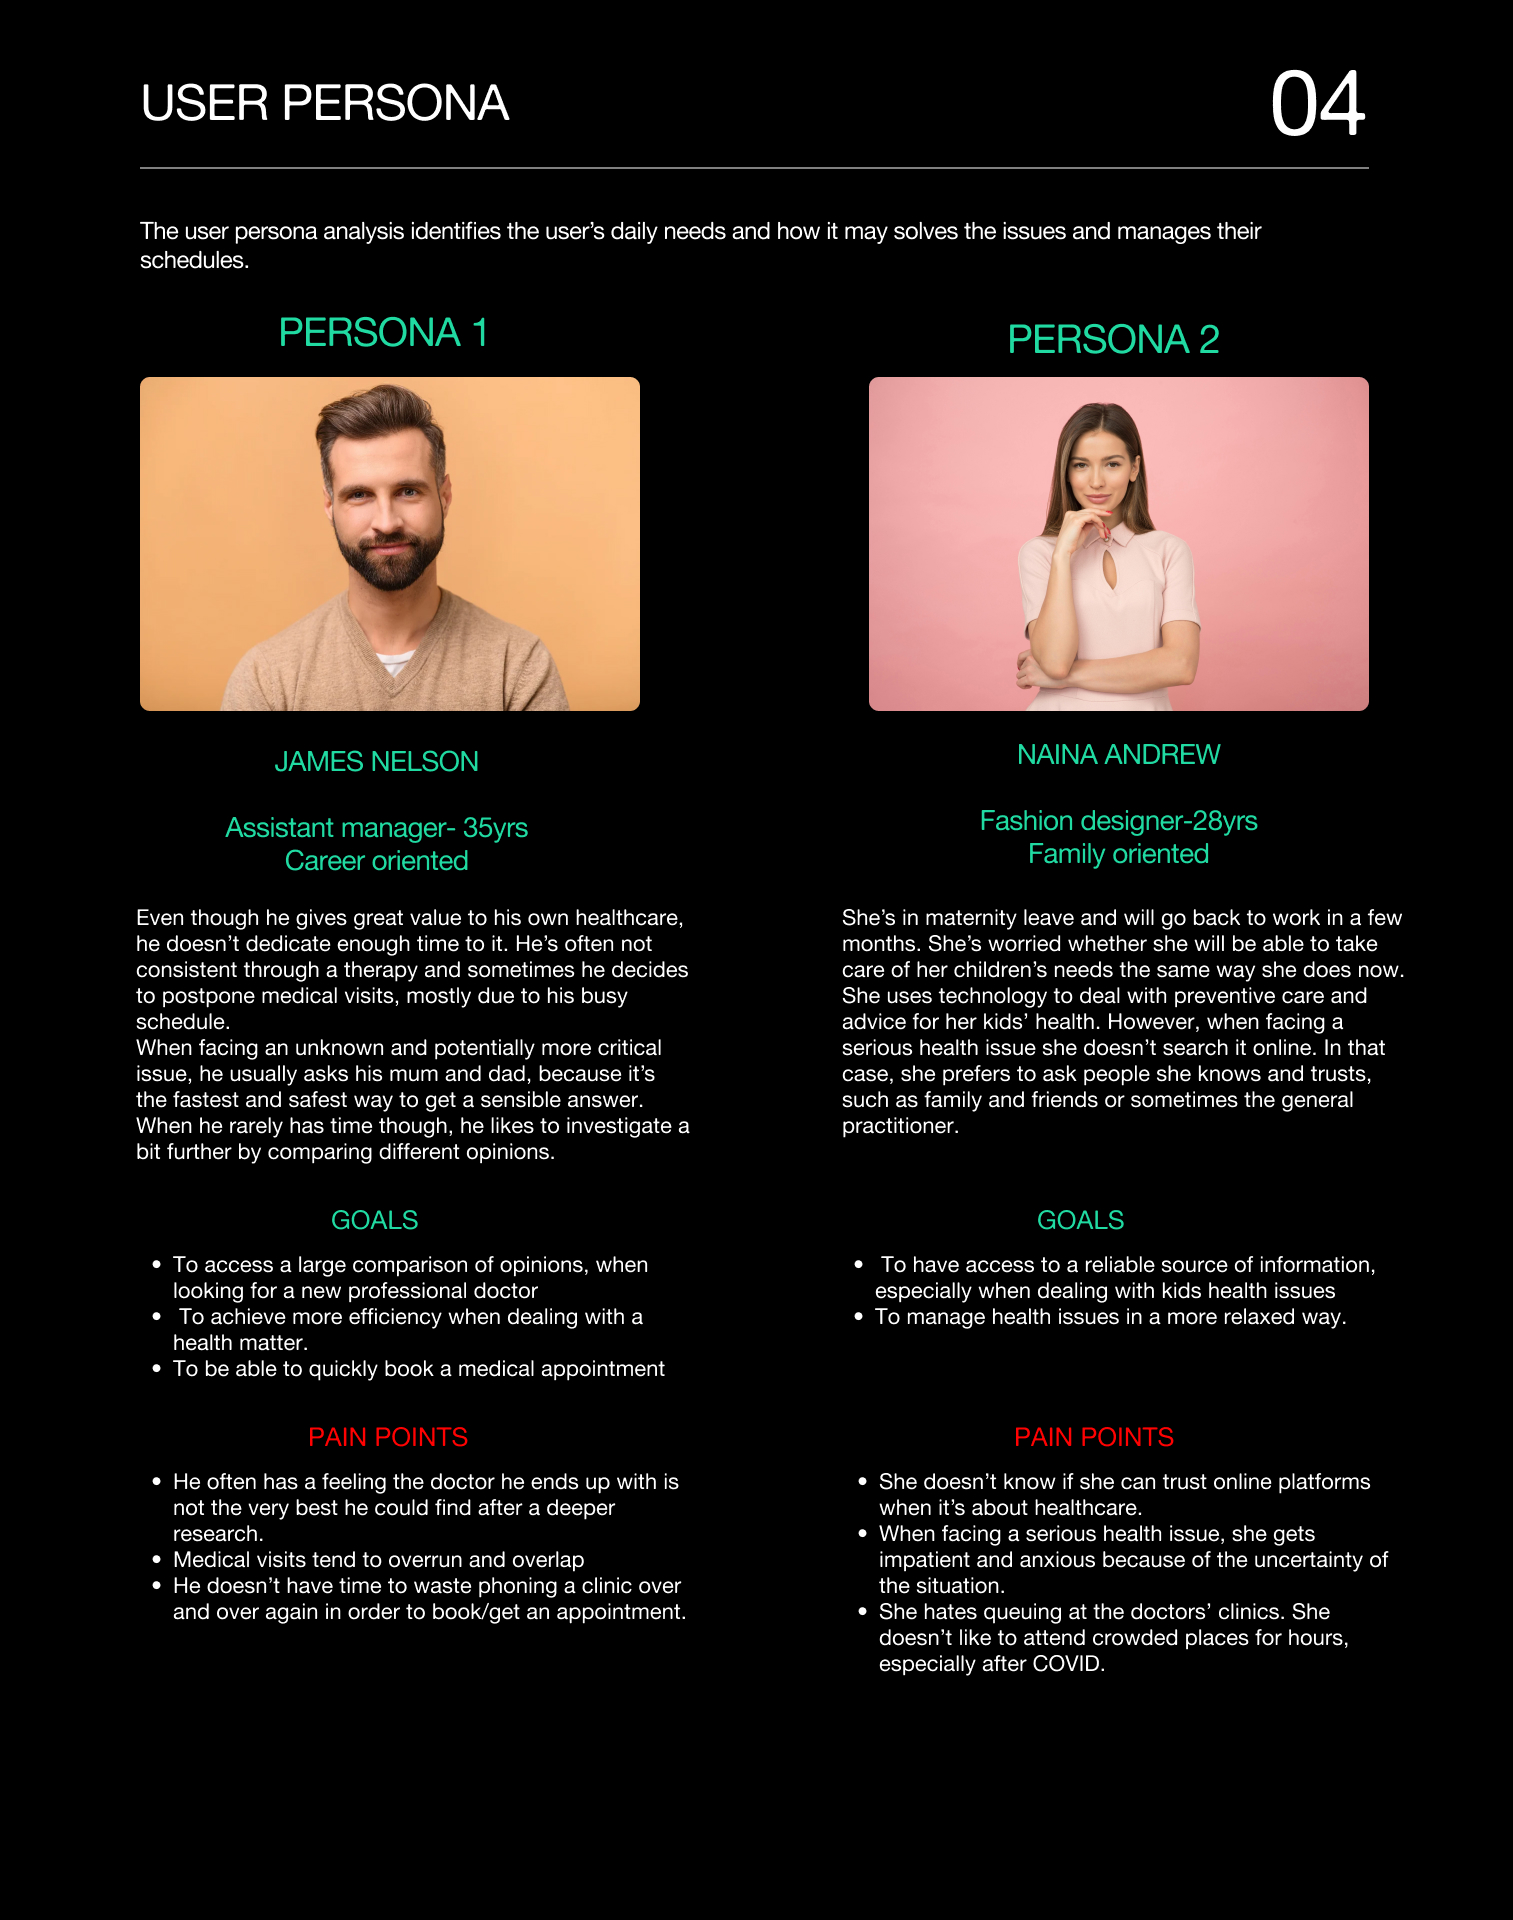 USER PERSONA
04
The user persona analysis identifies the user’s daily needs and how it may solves the issues and manages their
schedules.
PERSONA 1
JAMES NELSON
Assistant manager- 35yrs
Career oriented
Even though he gives great value to his own healthcare,
he doesn’t dedicate enough time to it. He’s often not
consistent through a therapy and sometimes he decides
to postpone medical visits, mostly due to his busy
schedule.
When facing an unknown and potentially more critical
issue, he usually asks his mum and dad, because it’s
the fastest and safest way to get a sensible answer.
When he rarely has time though, he likes to investigate a
bit further by comparing different opinions.
GOALS
• To access a large comparison of opinions, when
looking for a new professional doctor
• To achieve more efficiency when dealing with a
health matter.
• To be able to quickly book a medical appointment
PAIN POINTS
• He often has a feeling the doctor he ends up with is
not the very best he could find after a deeper
research.
• Medical visits tend to overrun and overlap
• He doesn’t have time to waste phoning a clinic over
and over again in order to book/get an appointment.
PERSONA 2
NAINA ANDREW
Fashion designer-28yrs
Family oriented
She’s in maternity leave and will go back to work in a few
months. She’s worried whether she will be able to take
care of her children’s needs the same way she does now.
She uses technology to deal with preventive care and
advice for her kids’ health. However, when facing a
serious health issue she doesn’t search it online. In that
case, she prefers to ask people she knows and trusts,
such as family and friends or sometimes the general
practitioner.
GOALS
• To have access to a reliable source of information,
especially when dealing with kids health issues
• To manage health issues in a more relaxed way.
PAIN POINTS
• She doesn’t know if she can trust online platforms
when it’s about healthcare.
• When facing a serious health issue, she gets
impatient and anxious because of the uncertainty of
the situation.
• She hates queuing at the doctors’ clinics. She
doesn’t like to attend crowded places for hours,
especially after COVID.